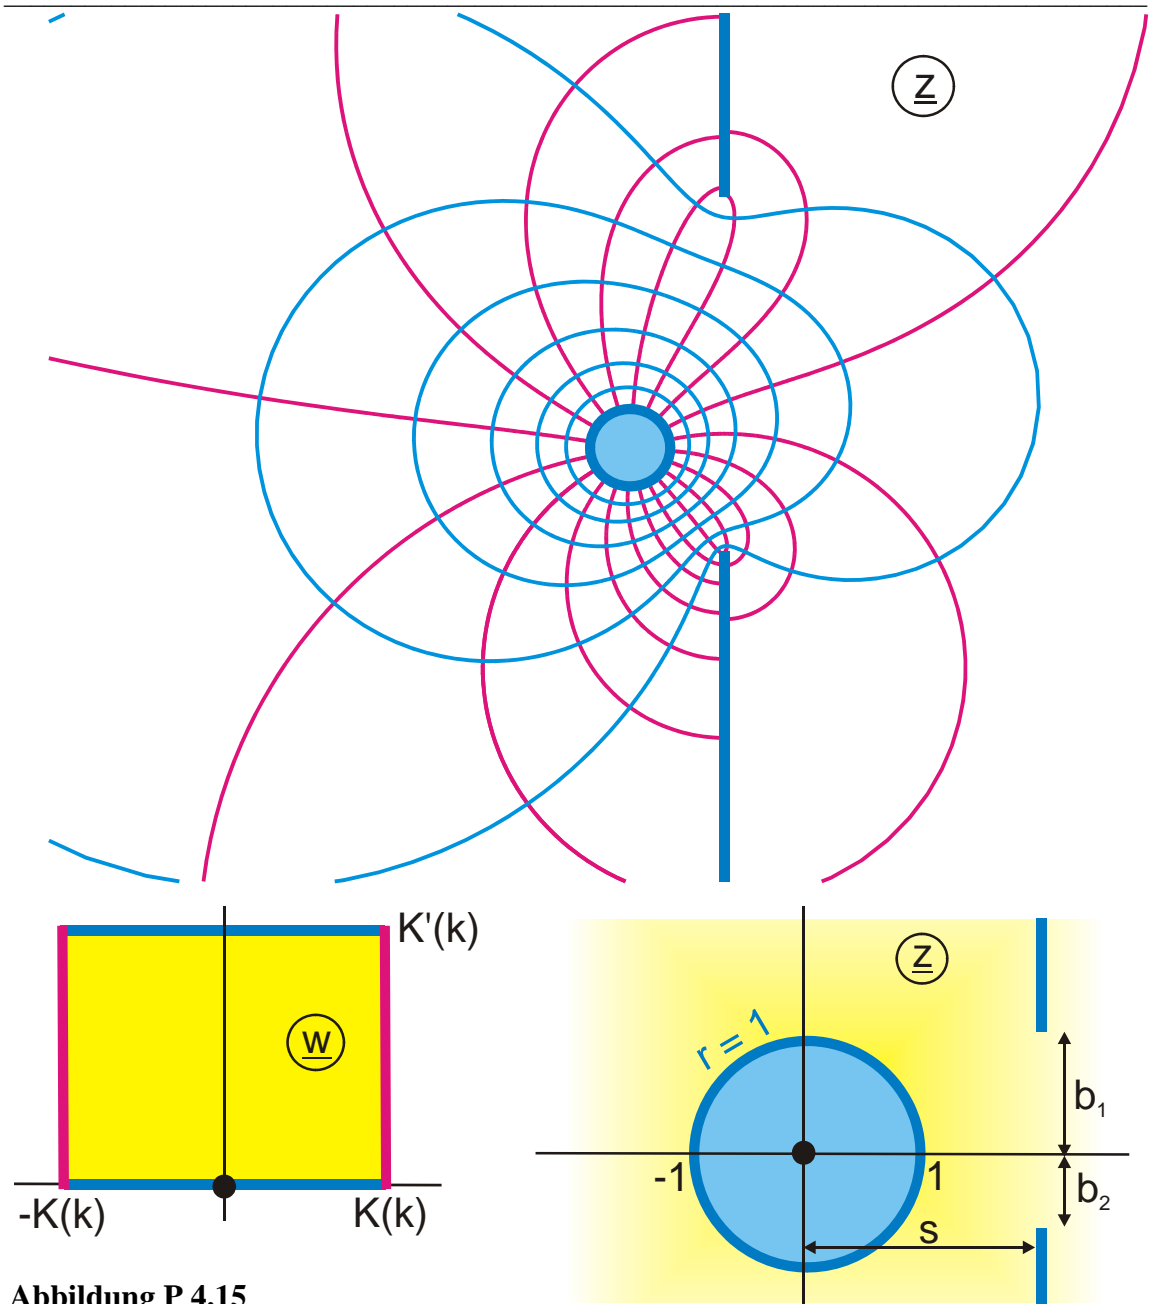 z
K'(k)
w
-K(k)
K(k)
z
r = 1
b₁
-1
1
b₂
s
Abbildung P 4.15